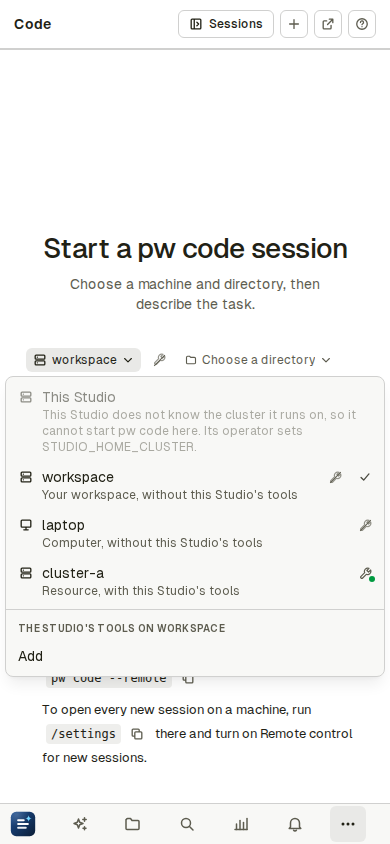 Code
Sessions
Start a pw code session
Choose a machine and directory, then
describe the task.
workspace
Choose a directory
This Studio
This Studio does not know the cluster it runs on, so it
cannot start pw code here. Its operator sets
STUDIO_HOME_CLUSTER.
workspace
Your workspace, without this Studio's tools
laptop
Computer, without this Studio's tools
cluster-a
Resource, with this Studio's tools
THE STUDIO'S TOOLS ON WORKSPACE
Add
pw code --remote
To open every new session on a machine, run
/settings there and turn on Remote control
for new sessions.